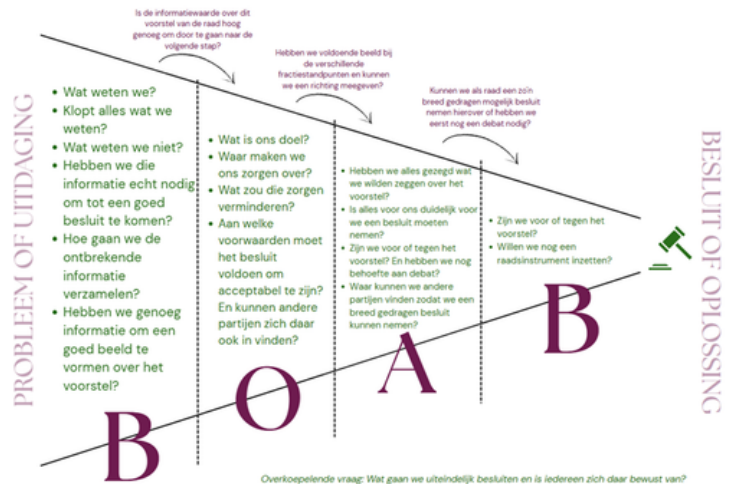 Is de informatiewaarde over dit
voorstel van de raad hoog
genoeg om door te gaan naar de
volgende stap?
Hebben we voldoende beeld bij
de verschillende
fractiestandpunten en kunnen
we een richting meegeven?
Kunnen we als raad een zo'n
breed gedragen mogelijk besluit
nemen hierover of hebben we
eerst nog een debat nodig?
PROBLEEM OF UITDAGING
• Wat weten we?
• Klopt alles wat we
weten?
• Wat weten we niet?
• Hebben we die
informatie echt nodig
om tot een goed
besluit te komen?
• Hoe gaan we de
ontbrekende
informatie
verzamelen?
• Hebben we genoeg
informatie om een
goed beeld te
vormen over het
voorstel?
B
• Wat is ons doel?
• Waar maken we
ons zorgen over?
• Wat zou die zorgen
verminderen?
• Aan welke
voorwaarden moet
het besluit
voldoen om
acceptabel te zijn?
En kunnen andere
partijen zich daar
ook in vinden?
O
• Hebben we alles gezegd wat
we wilden zeggen over het
voorstel?
• Is alles voor ons duidelijk voor
we een besluit moeten
nemen?
• Zijn we voor of tegen het
voorstel? En hebben we nog
behoefte aan debat?
• Waar kunnen we andere
partijen vinden zodat we een
breed gedragen besluit
kunnen nemen?
A
• Zijn we voor of tegen het
voorstel?
• Willen we nog een
raadsinstrument inzetten?
B
BESLUIT OF OPLOSSING
Overkoepelende vraag: Wat gaan we uiteindelijk besluiten en is iedereen zich daar bewust van?